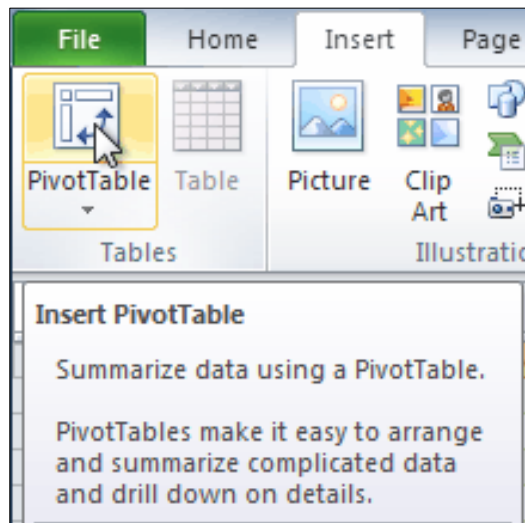 File Home Insert Page
PivotTable Table Picture Clip Art
Tables
Insert PivotTable
Summarize data using a PivotTable.
PivotTables make it easy to arrange
and summarize complicated data
and drill down on details.